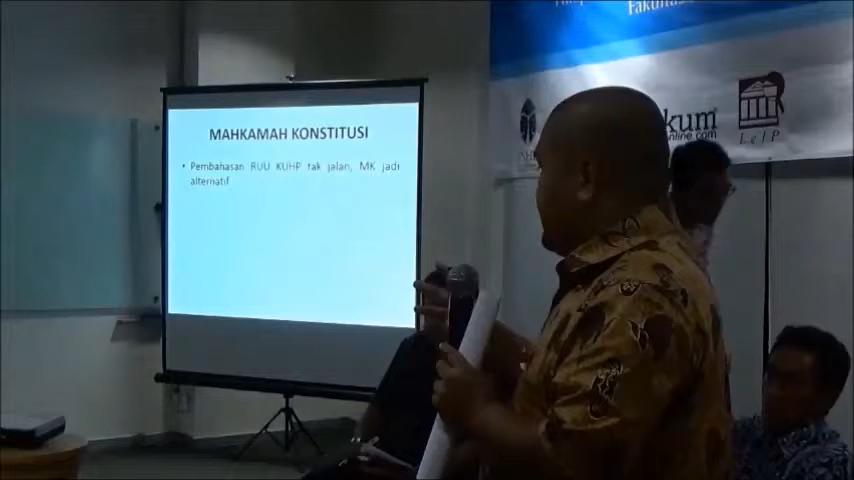 MAHKAMAH KONSTITUSI
• Pembahasan RUU KUHP tak jalan, MK jadi
alternatif
Fakultas
kum
online.com
LeIP